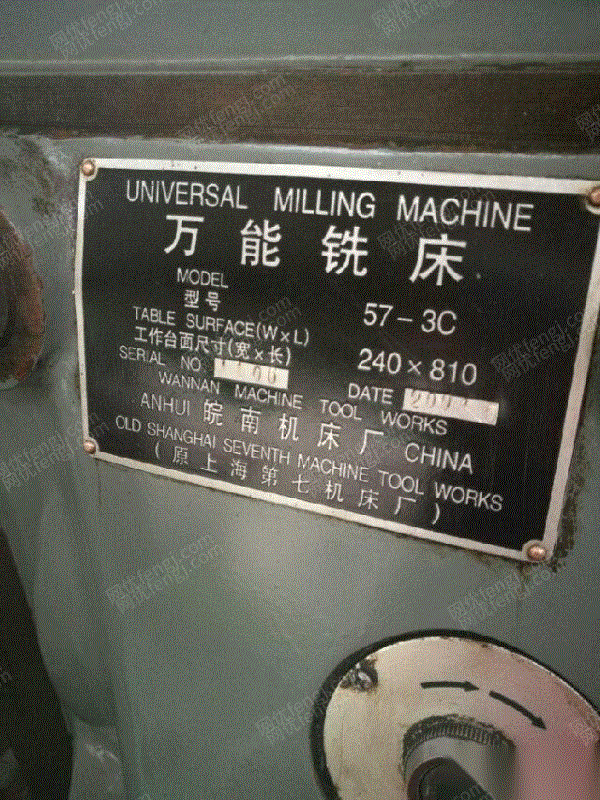 UNIVERSAL MILLING MACHINE
万能铣床
MODEL
型号 57-3C
TABLE SURFACE(W×L)
工作台面尺寸(宽×长) 240×810
SERIAL NO. DATE
WANNAN MACHINE TOOL WORKS
ANHUI 皖南机床厂 CHINA
OLD SHANGHAI SEVENTH MACHINE TOOL WORKS
(原上海第七机床厂)